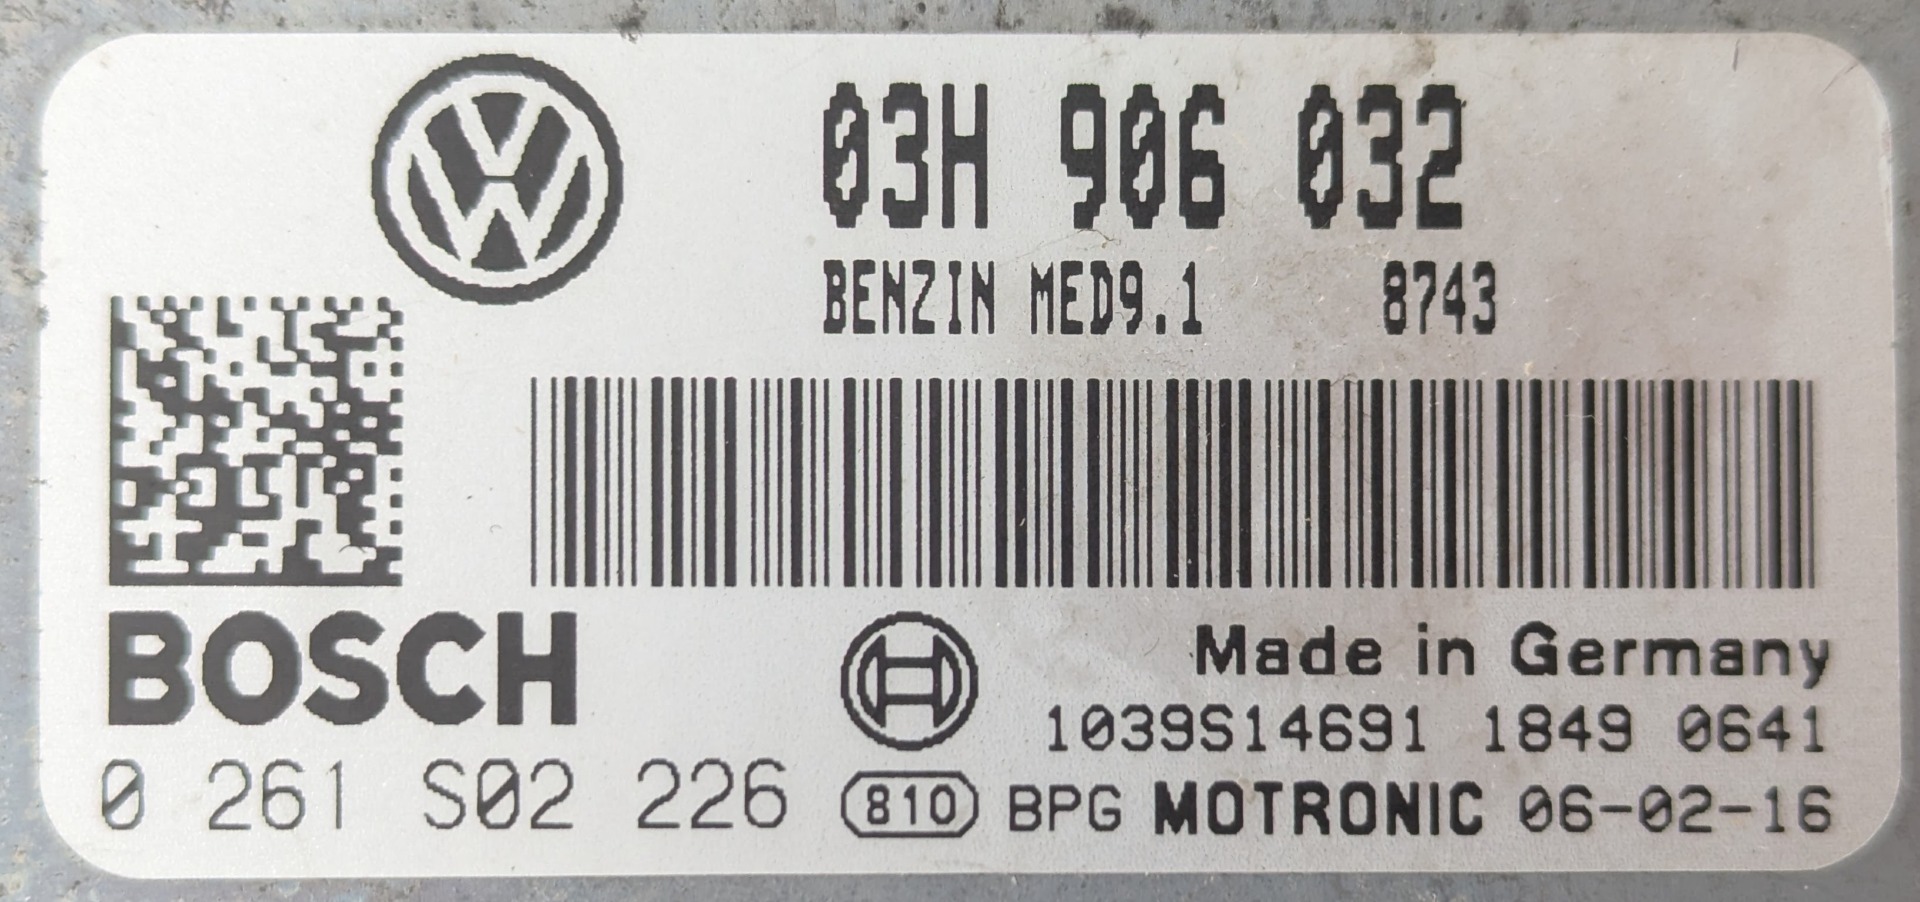 03H 906 032
BENZIN MED9.1 8743
BOSCH
Made in Germany
1039S14691 1849 0641
0 261 S02 226
810 BPG MOTRONIC 06-02-16